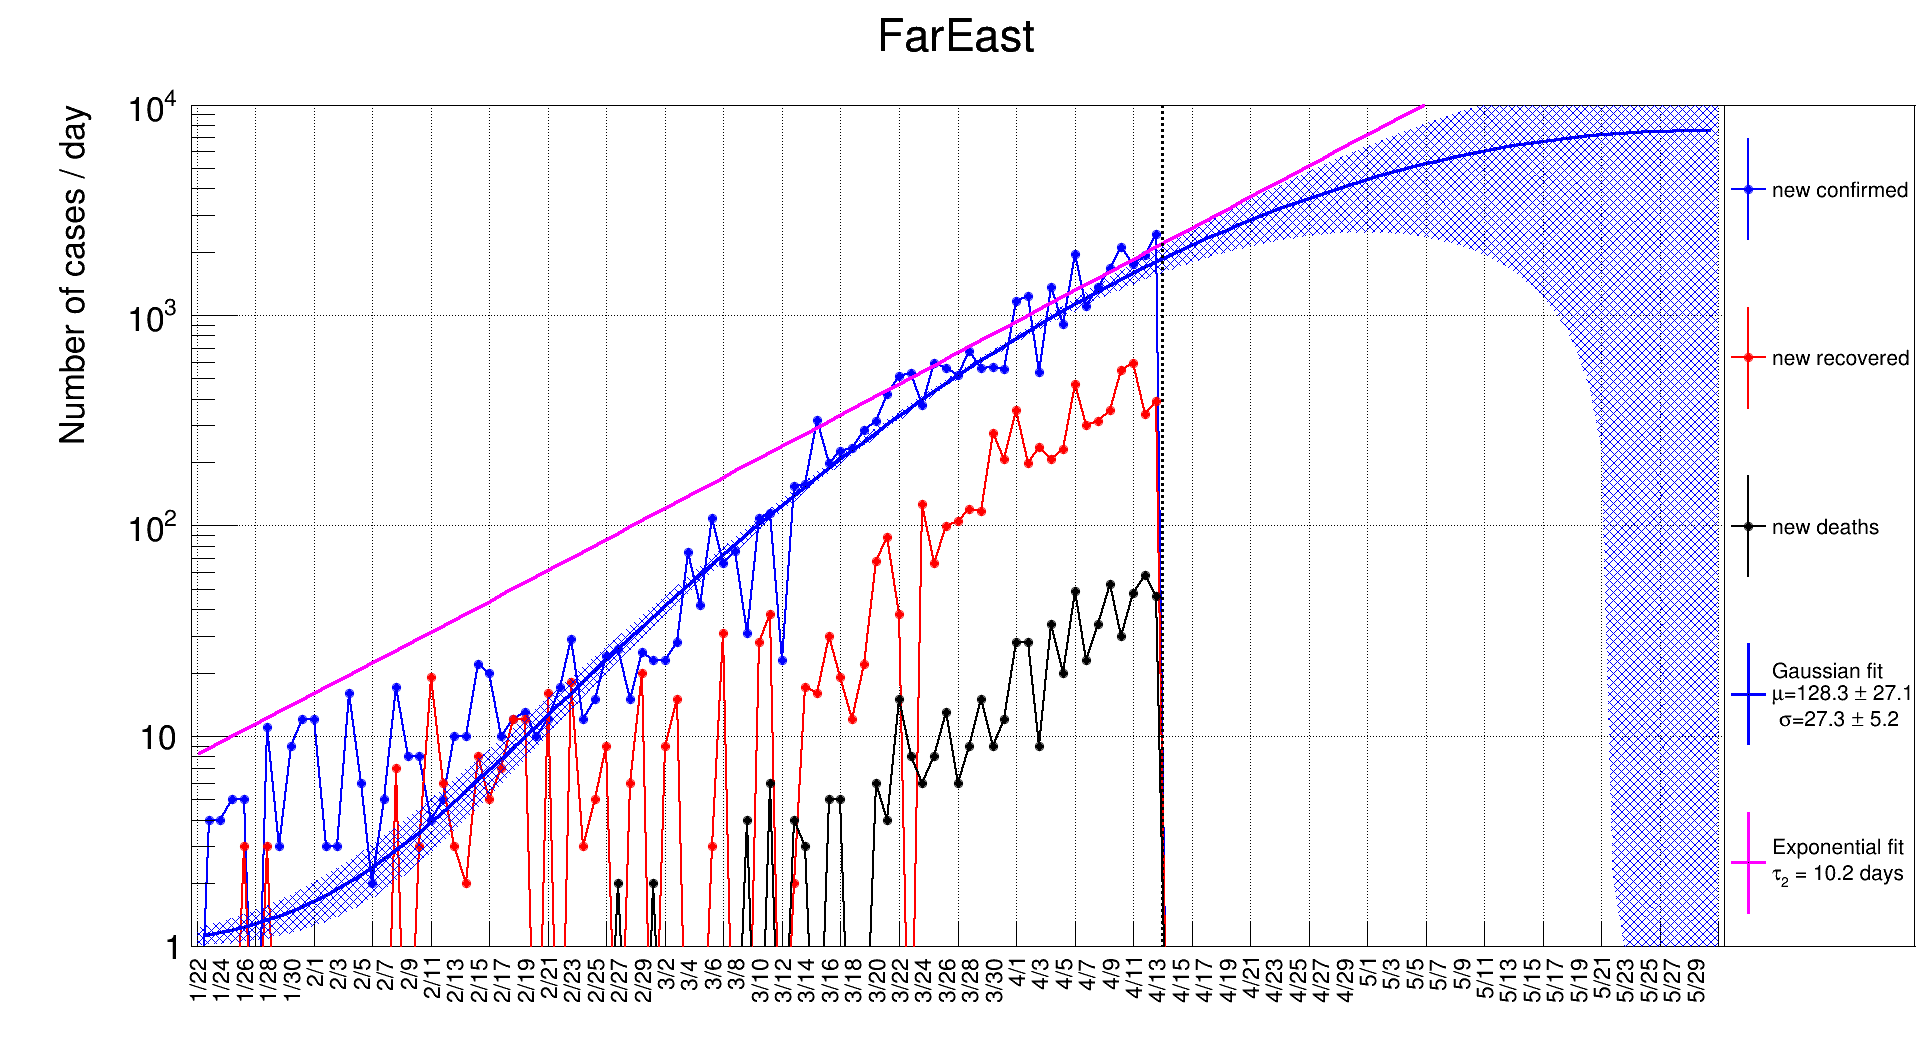 FarEast
Number of cases / day
10⁴
10³
10²
10
1
1/22 1/24 1/26 1/28 1/30 2/1 2/3 2/5 2/7 2/9 2/11 2/13 2/15 2/17 2/19 2/21 2/23 2/25 2/27 2/29 3/2 3/4 3/6 3/8 3/10 3/12 3/14 3/16 3/18 3/20 3/22 3/24 3/26 3/28 3/30 4/1 4/3 4/5 4/7 4/9 4/11 4/13 4/15 4/17 4/19 4/21 4/23 4/25 4/27 4/29 5/1 5/3 5/5 5/7 5/9 5/11 5/13 5/15 5/17 5/19 5/21 5/23 5/25 5/27 5/29
new confirmed
new recovered
new deaths
Gaussian fit
μ=128.3 ± 27.1
σ=27.3 ± 5.2
Exponential fit
τ₂ = 10.2 days